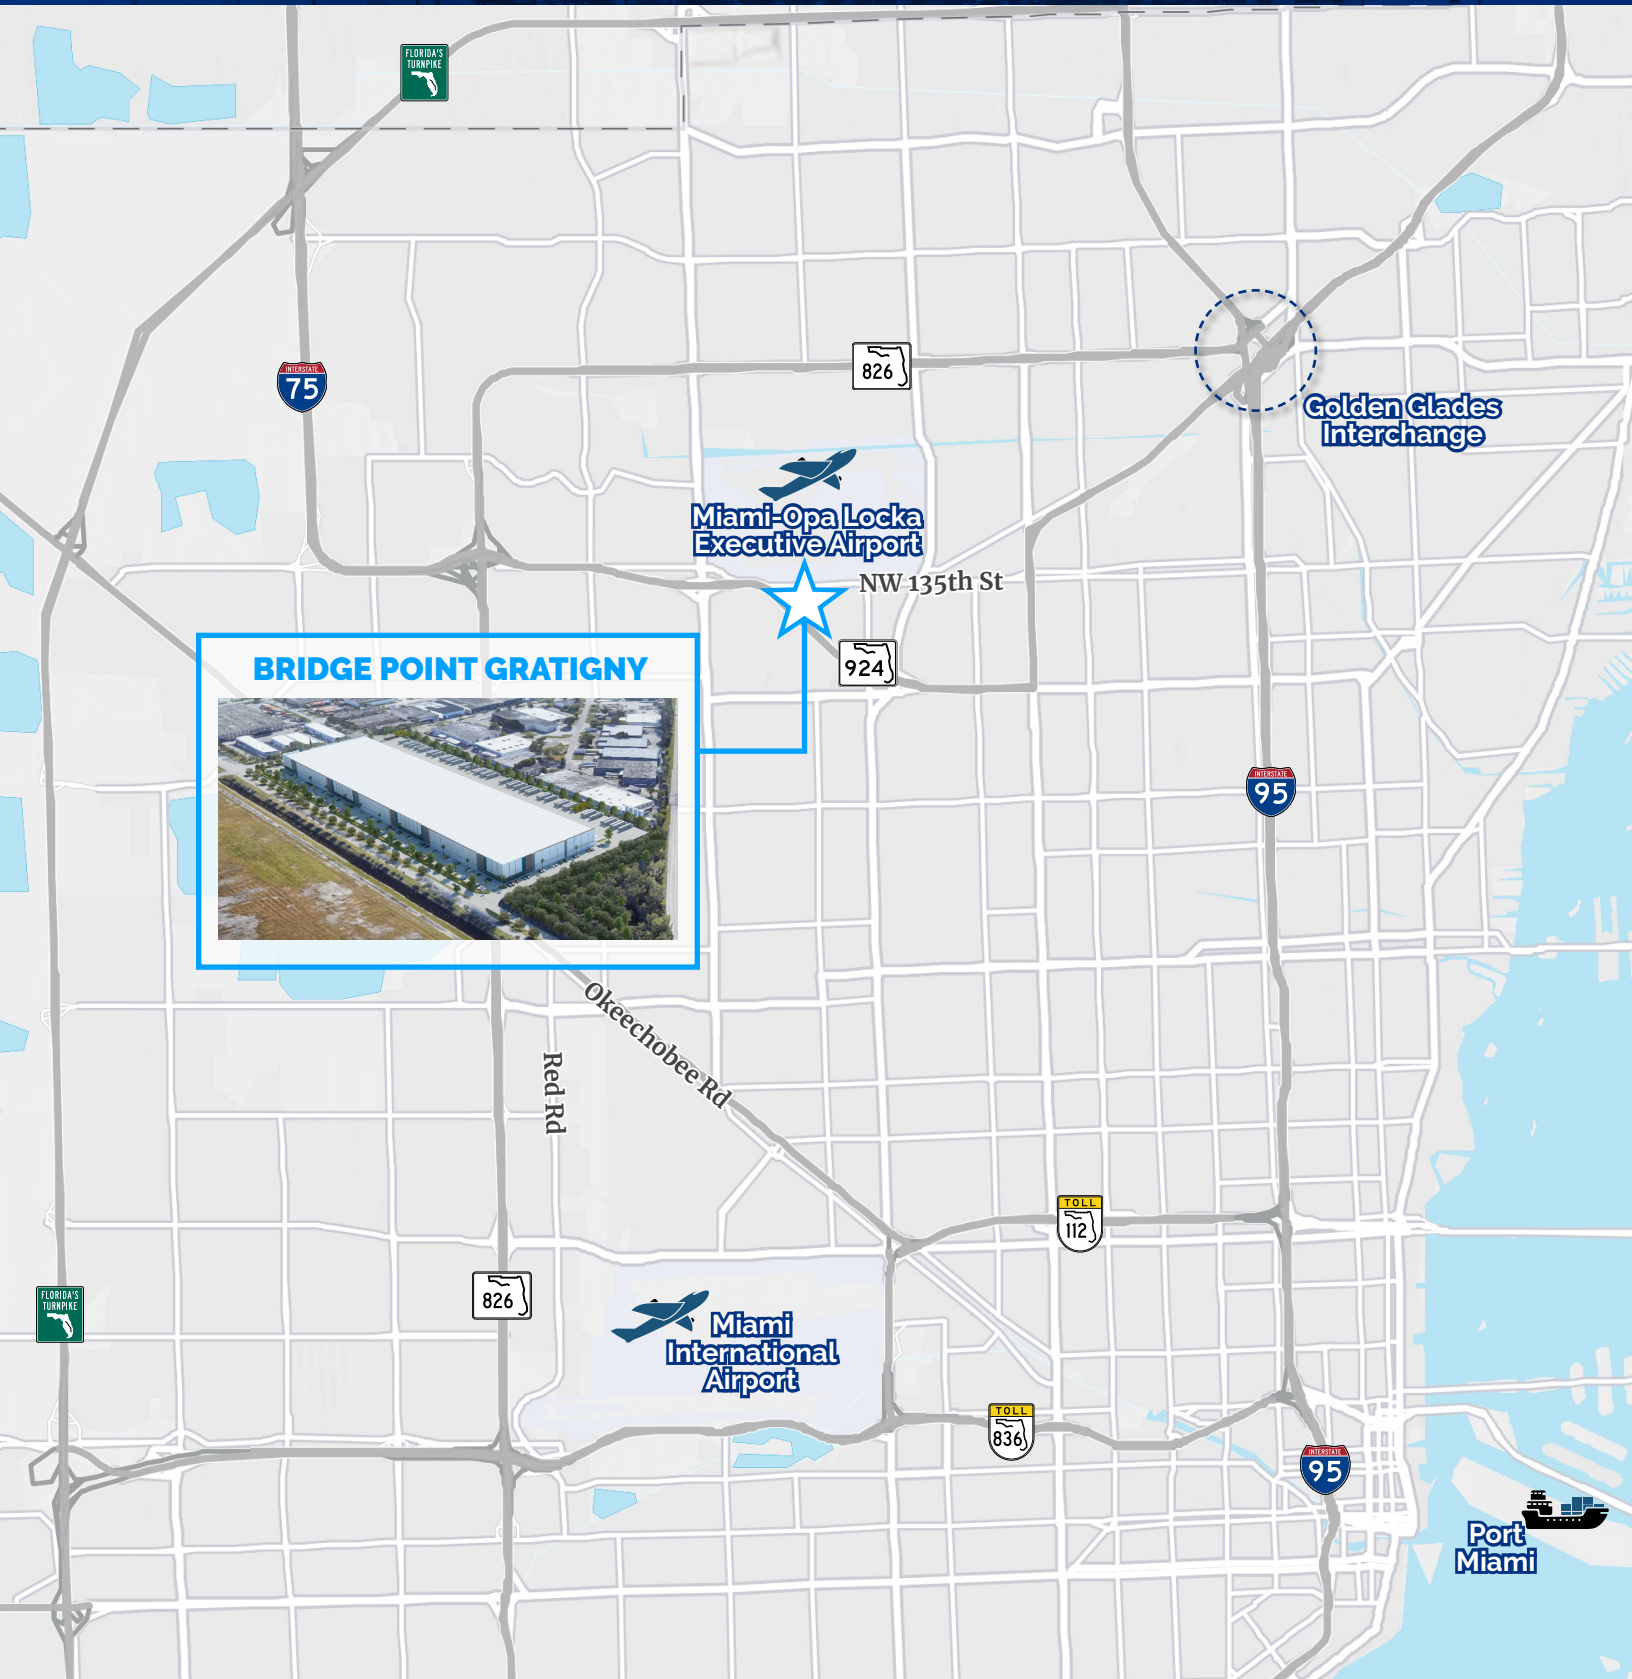 FLORIDA'S
TURNPIKE
INTERSTATE
75
826
Golden Glades
Interchange
Miami-Opa Locka
Executive Airport
NW 135th St
924
BRIDGE POINT GRATIGNY
INTERSTATE
95
Okeechobee Rd
Red Rd
TOLL
112
FLORIDA'S
TURNPIKE
826
Miami
International
Airport
TOLL
836
INTERSTATE
95
Port
Miami